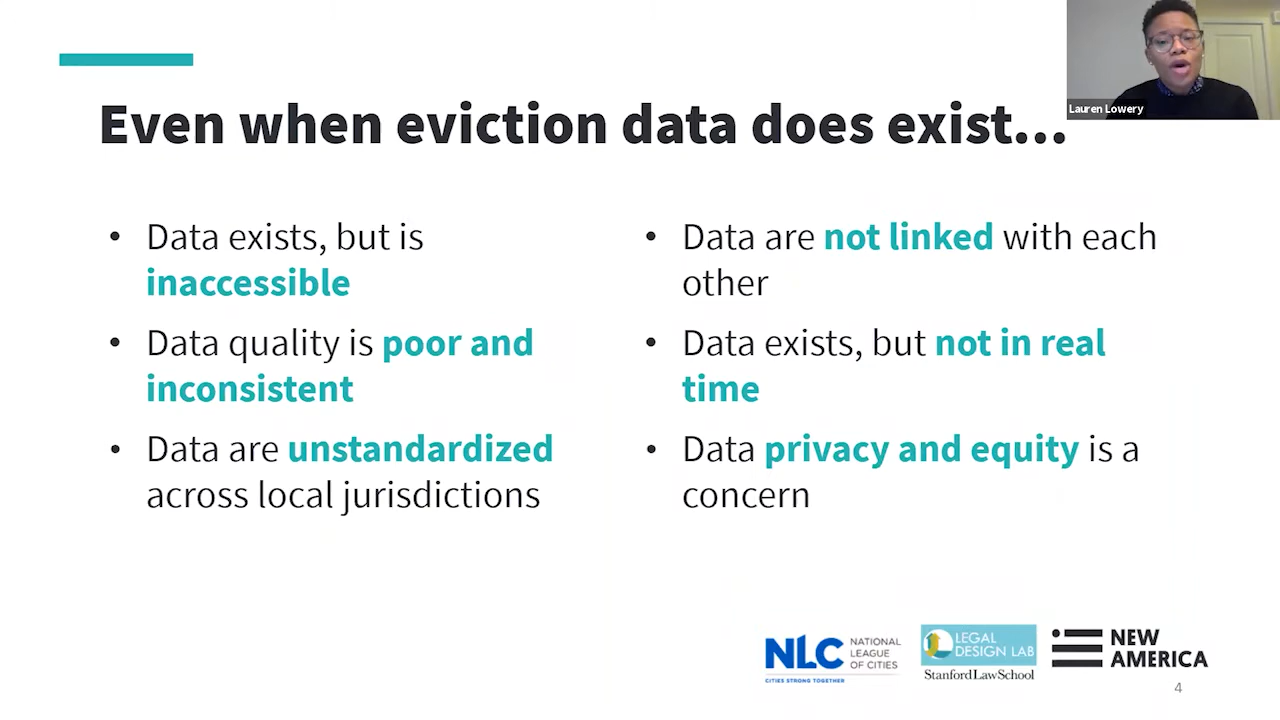 Lauren Lowery
Even when eviction data does exist...
• Data exists, but is
inaccessible
• Data quality is poor and
inconsistent
• Data are unstandardized
across local jurisdictions
• Data are not linked with each
other
• Data exists, but not in real
time
• Data privacy and equity is a
concern
NLC
NATIONAL
LEAGUE
OF CITIES
CITIES STRONG TOGETHER
LEGAL
DESIGN LAB
StanfordLawSchool
NEW
AMERICA
4